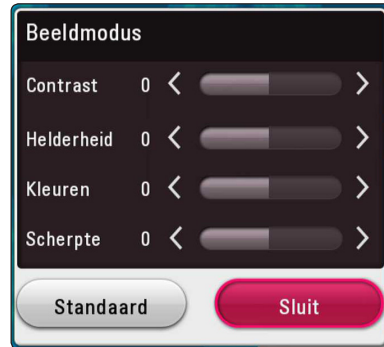 Beeldmodus
Contrast 0
Helderheid 0
Kleuren 0
Scherpte 0
Standaard Sluit